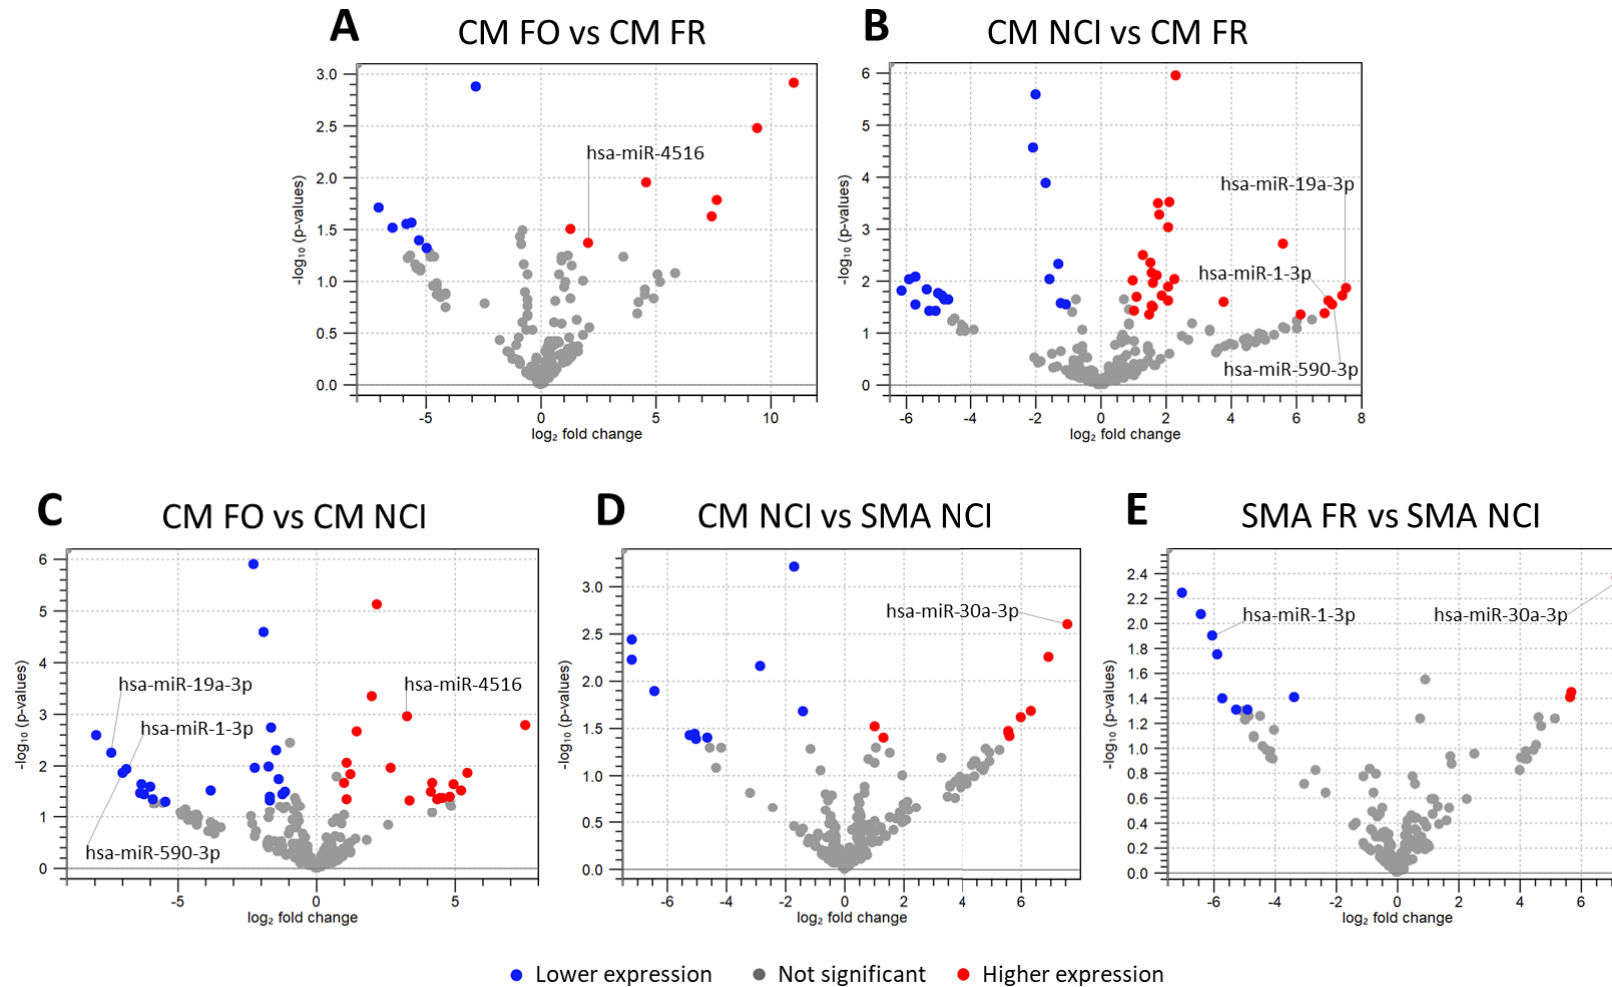 A
CM FO vs CM FR
3.0
2.5
2.0
1.5
1.0
0.5
0.0
-log₁₀ (p-values)
hsa-miR-4516
-5
0
5
10
log₂ fold change
B
CM NCI vs CM FR
6
5
4
3
2
1
0
-log₁₀ (p-values)
hsa-miR-19a-3p
hsa-miR-1-3p
hsa-miR-590-3p
-6
-4
-2
0
2
4
6
8
log₂ fold change
C
CM FO vs CM NCI
6
5
4
3
2
1
0
-log₁₀ (p-values)
hsa-miR-19a-3p
hsa-miR-4516
hsa-miR-1-3p
hsa-miR-590-3p
-5
0
5
log₂ fold change
D
CM NCI vs SMA NCI
3.0
2.5
2.0
1.5
1.0
0.5
0.0
-log₁₀ (p-values)
hsa-miR-30a-3p
-6
-4
-2
0
2
4
6
log₂ fold change
E
SMA FR vs SMA NCI
2.4
2.2
2.0
1.8
1.6
1.4
1.2
1.0
0.8
0.6
0.4
0.2
0.0
-log₁₀ (p-values)
hsa-miR-1-3p
hsa-miR-30a-3p
-6
-4
-2
0
2
4
6
log₂ fold change
Lower expression
Not significant
Higher expression